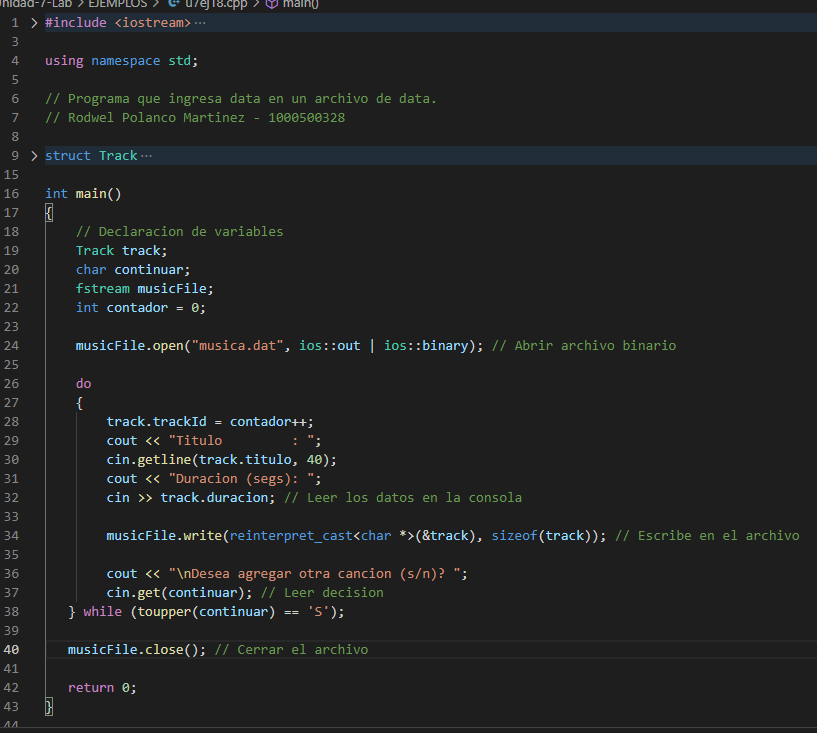 Unidad-7-Lab > EJEMPLOS > u7ej18.cpp > main()
1 > #include <iostream> ···
3
4 using namespace std;
5
6 // Programa que ingresa data en un archivo de data.
7 // Rodwel Polanco Martinez - 1000500328
8
9 > struct Track ···
15
16 int main()
17 {
18 // Declaracion de variables
19 Track track;
20 char continuar;
21 fstream musicFile;
22 int contador = 0;
23
24 musicFile.open("musica.dat", ios::out | ios::binary); // Abrir archivo binario
25
26 do
27 {
28 track.trackId = contador++;
29 cout << "Titulo         : ";
30 cin.getline(track.titulo, 40);
31 cout << "Duracion (segs): ";
32 cin >> track.duracion; // Leer los datos en la consola
33
34 musicFile.write(reinterpret_cast<char *>(&track), sizeof(track)); // Escribe en el archivo
35
36 cout << "\nDesea agregar otra cancion (s/n)? ";
37 cin.get(continuar); // Leer decision
38 } while (toupper(continuar) == 'S');
39
40 musicFile.close(); // Cerrar el archivo
41
42 return 0;
43 }
44